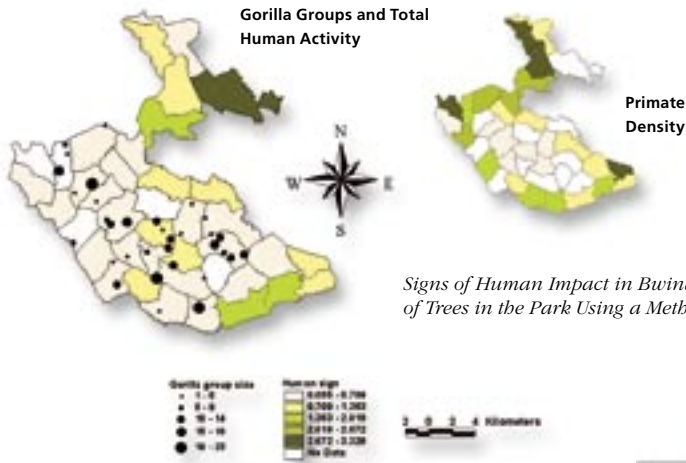 Gorilla Groups and Total
Human Activity
Primate
Density
N
W E
S
Signs of Human Impact in Bwin
of Trees in the Park Using a Meth
Gorilla group size
Human sign
No Data
Kilometers